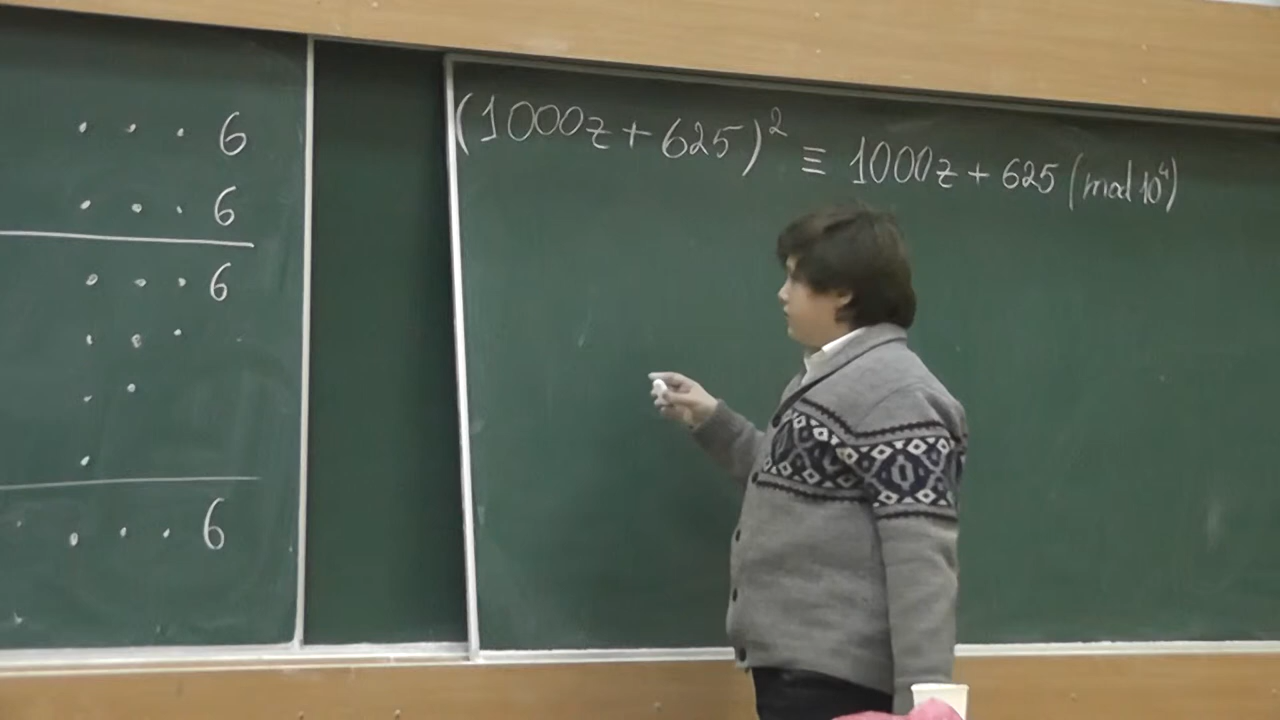 . . . 6
. . . 6
. . . 6
. . .
. .
.
. . . . 6
(1000z + 625)² ≡ 1000z + 625 (mod 10⁴)